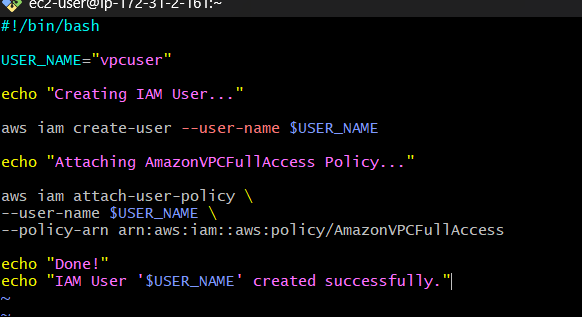 ec2-user@ip-172-31-2-161:~
#!/bin/bash
USER_NAME="vpcuser"
echo "Creating IAM User..."
aws iam create-user --user-name $USER_NAME
echo "Attaching AmazonVPCFullAccess Policy..."
aws iam attach-user-policy \
--user-name $USER_NAME \
--policy-arn arn:aws:iam::aws:policy/AmazonVPCFullAccess
echo "Done!"
echo "IAM User '$USER_NAME' created successfully."
~
~